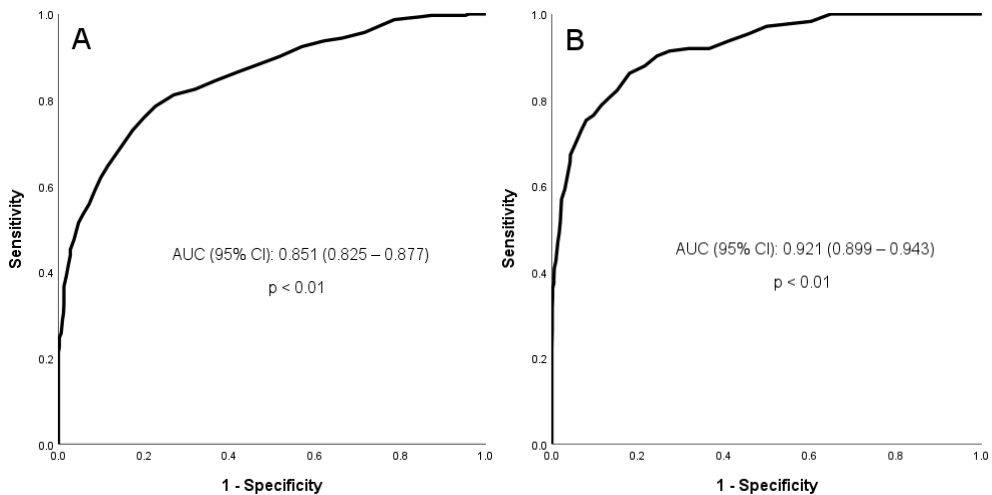 A
1.0
0.8
0.6
0.4
0.2
0.0
Sensitivity
AUC (95% CI): 0.851 (0.825 – 0.877)
p < 0.01
0.0 0.2 0.4 0.6 0.8 1.0
1 - Specificity
B
1.0
0.8
0.6
0.4
0.2
0.0
Sensitivity
AUC (95% CI): 0.921 (0.899 – 0.943)
p < 0.01
0.0 0.2 0.4 0.6 0.8 1.0
1 - Specificity